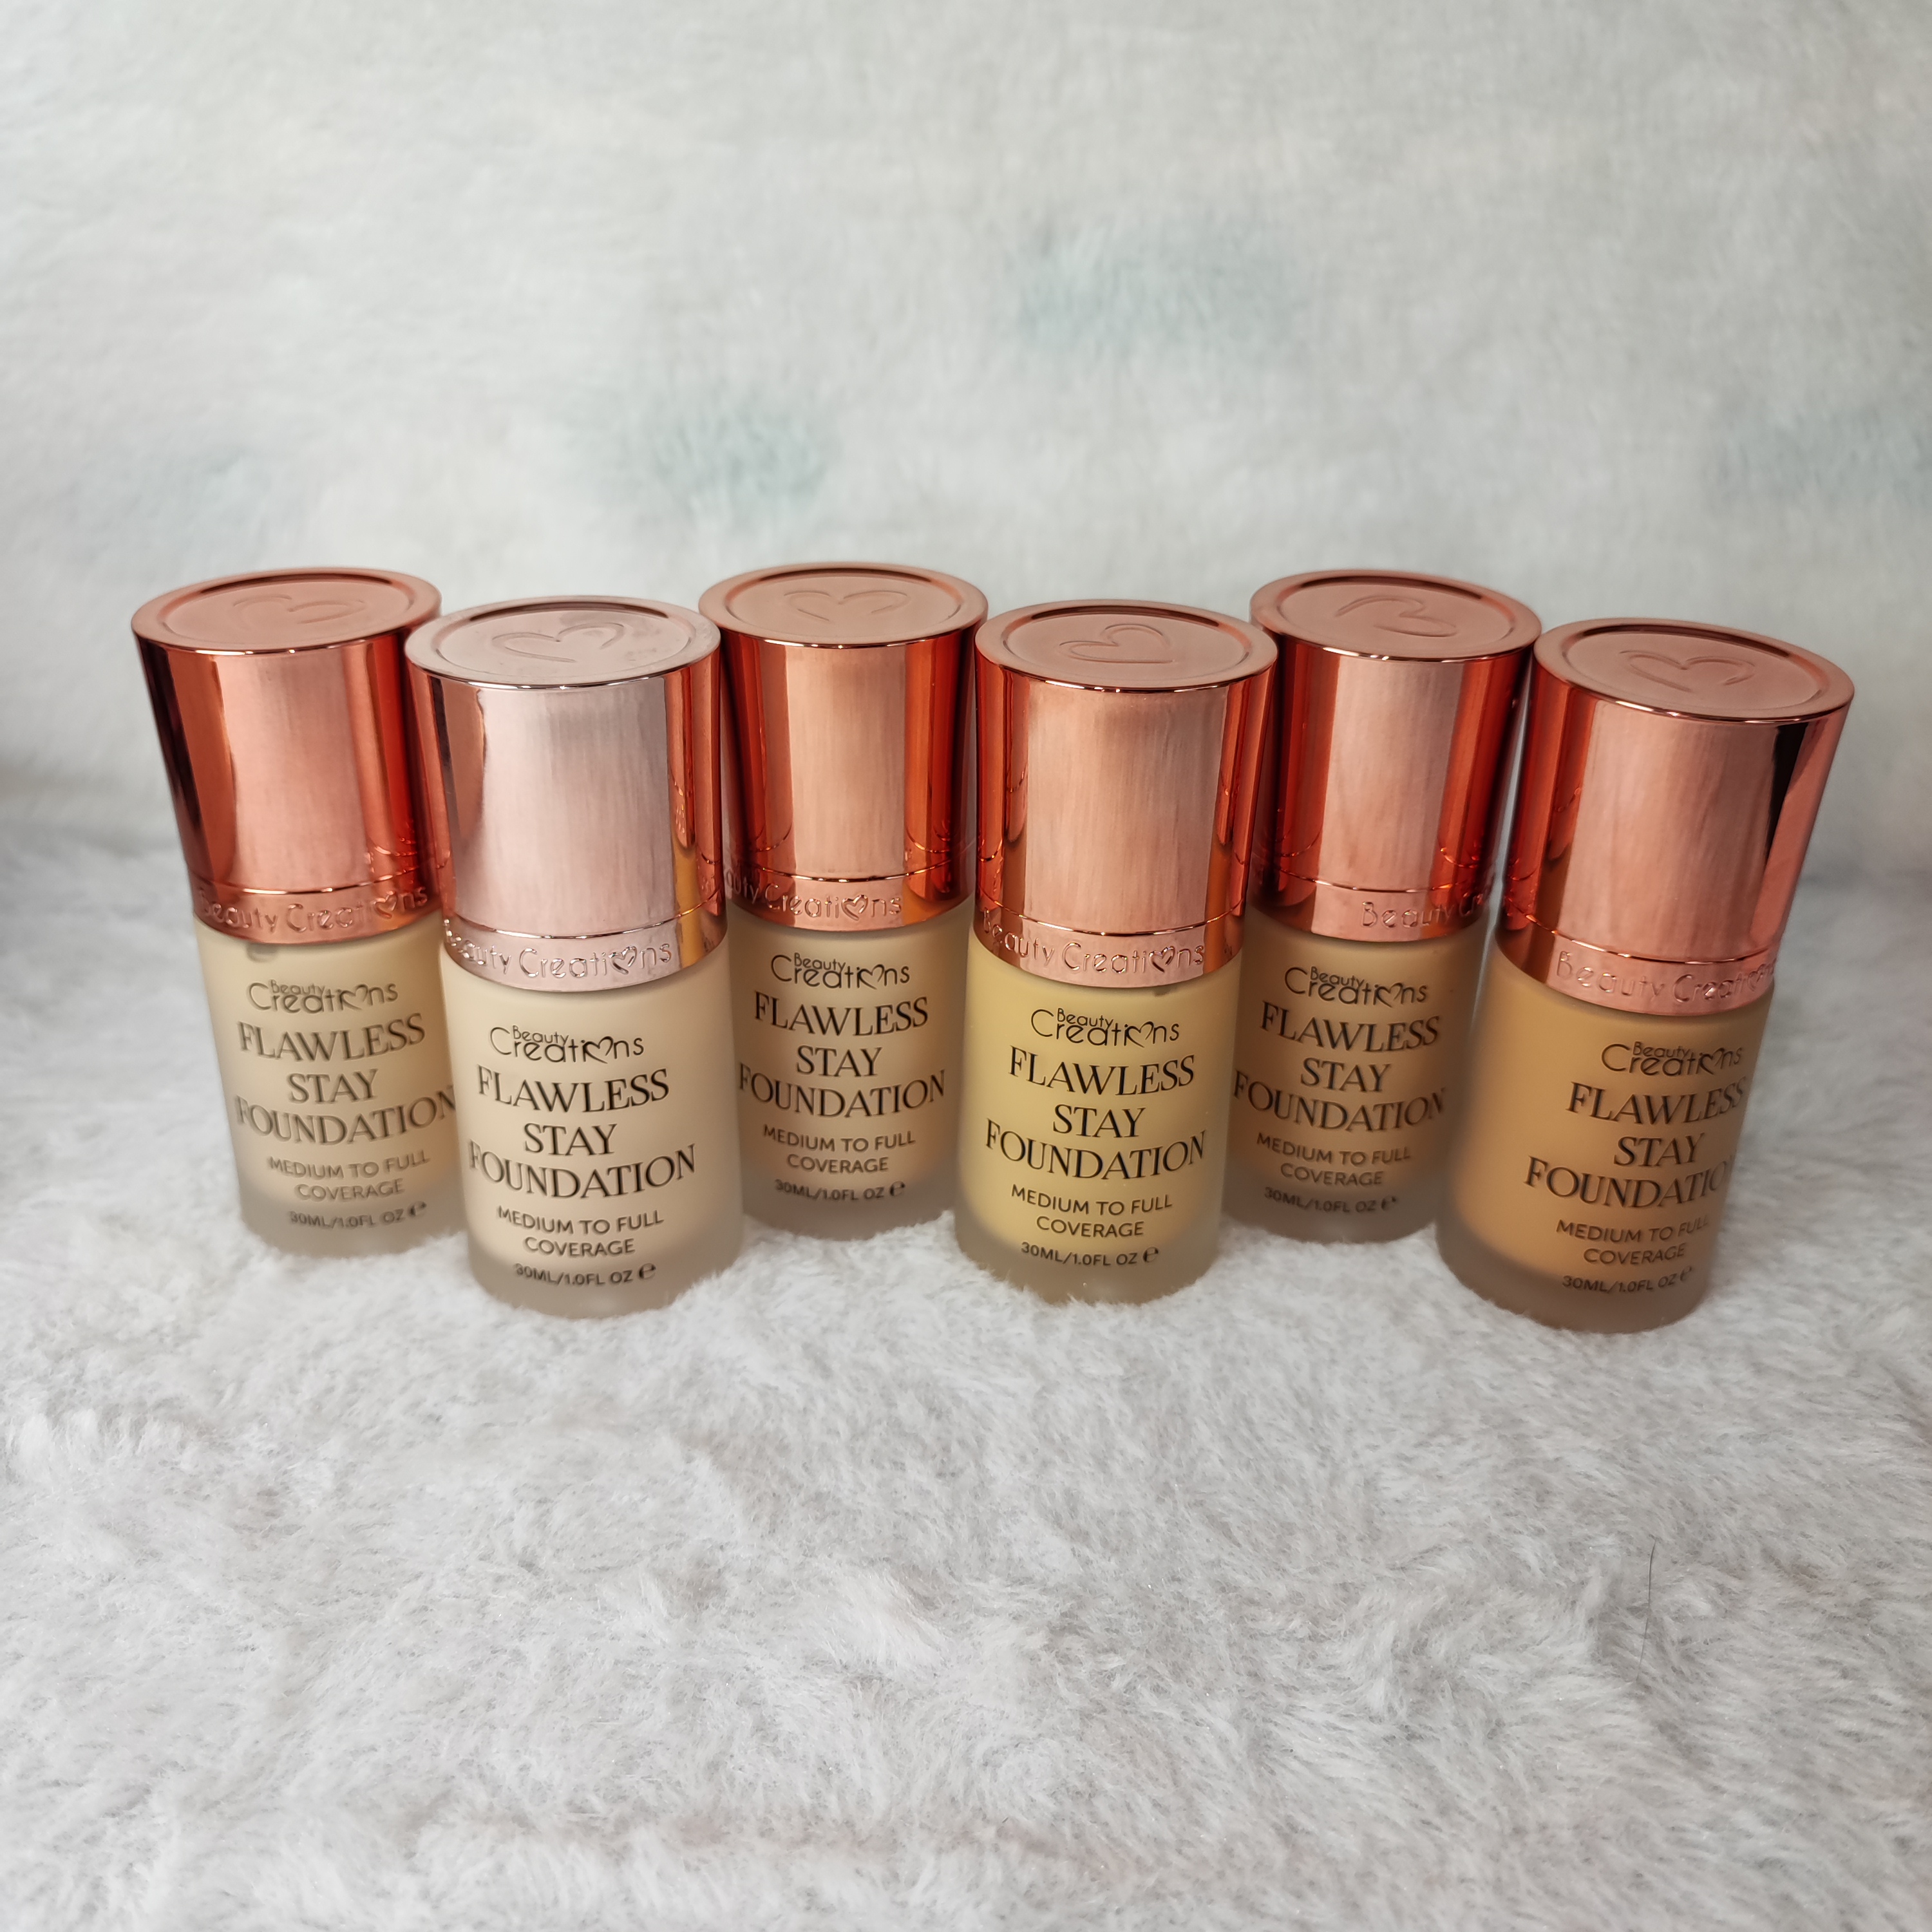 Beauty Creations
Beauty
Creations
FLAWLESS
STAY
FOUNDATION
MEDIUM TO FULL
COVERAGE
30ML/1.0FL OZ ℮
Beauty Creations
Beauty
Creations
FLAWLESS
STAY
FOUNDATION
MEDIUM TO FULL
COVERAGE
30ML/1.0FL OZ ℮
Beauty Creations
Beauty
Creations
FLAWLESS
STAY
FOUNDATION
MEDIUM TO FULL
COVERAGE
30ML/1.0FL OZ ℮
Beauty Creations
Beauty
Creations
FLAWLESS
STAY
FOUNDATION
MEDIUM TO FULL
COVERAGE
30ML/1.0FL OZ ℮
Beauty Cre
Beauty
Creations
FLAWLESS
STAY
FOUNDATION
MEDIUM TO FULL
COVERAGE
30ML/1.0FL OZ ℮
Beauty Creations
Beauty
Creations
FLAWLESS
STAY
FOUNDATION
MEDIUM TO FULL
COVERAGE
30ML/1.0FL OZ ℮